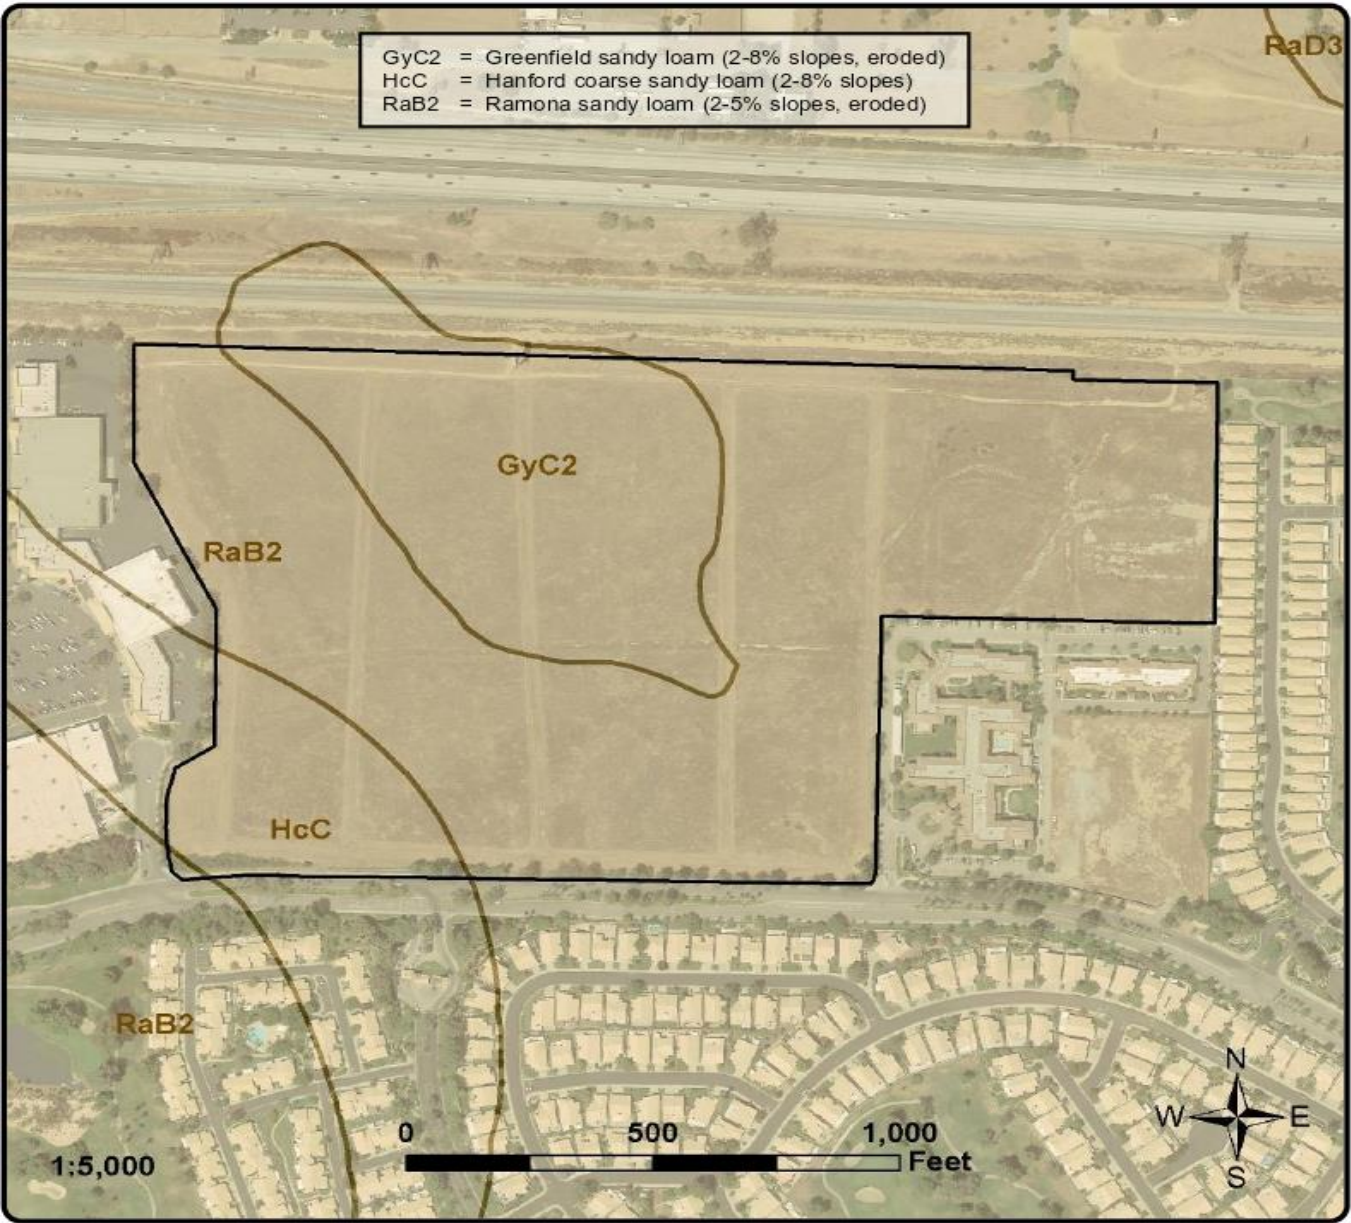 RaD3
GyC2 = Greenfield sandy loam (2-8% slopes, eroded)
HcC = Hanford coarse sandy loam (2-8% slopes)
RaB2 = Ramona sandy loam (2-5% slopes, eroded)
GyC2
RaB2
HcC
RaB2
N
W E
S
0 500 1,000
Feet
1:5,000